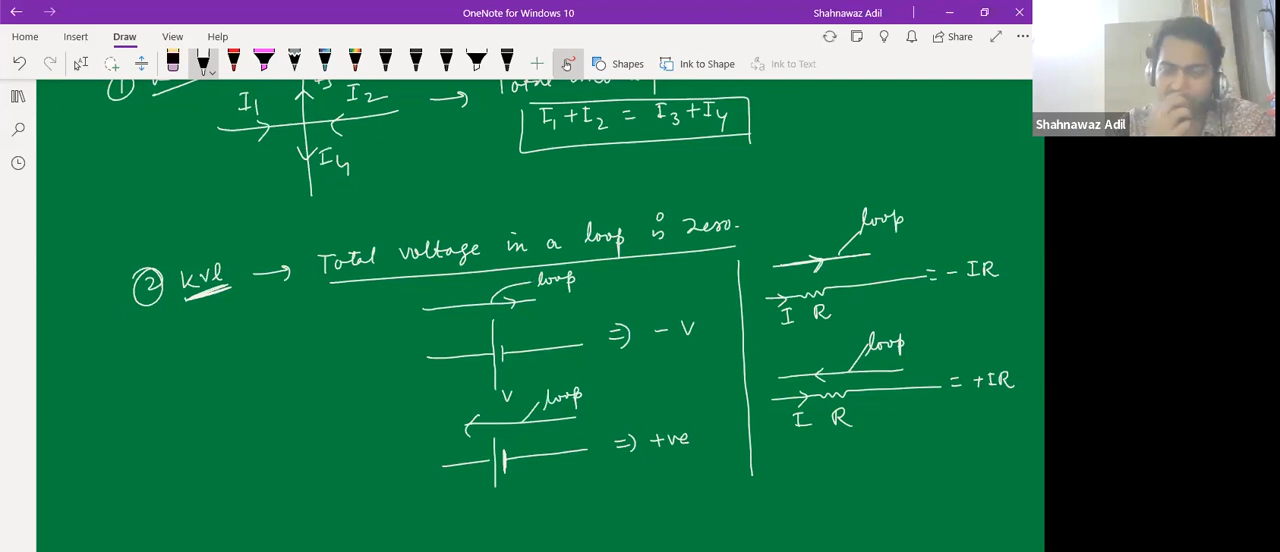 OneNote for Windows 10
Shahnawaz Adil
Home Insert Draw View Help
Share
Shapes Ink to Shape Ink to Text
Shahnawaz Adil
①
I1 I2
I4
Total
I1 + I2 = I3 + I4
② kvl → Total voltage in a loop is zero.
loop
⇒ - V
V
loop
⇒ +ve
loop
= - IR
I R
loop
= +IR
I R